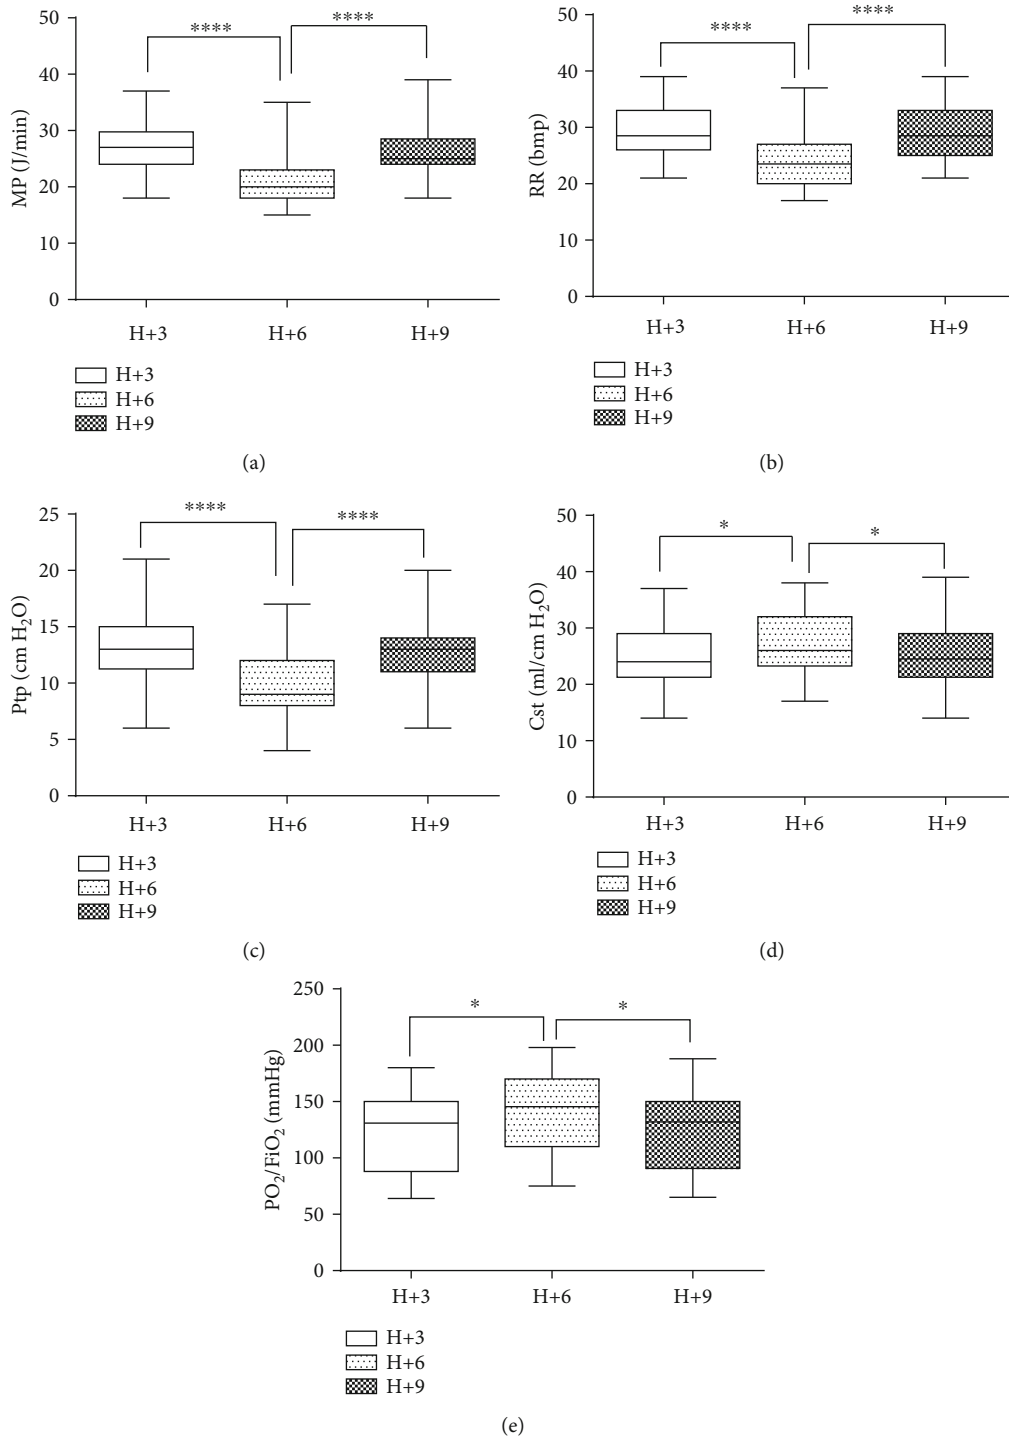 MP (J/min)
50
40
30
20
10
0
**** ****
H+3 H+6 H+9
H+3
H+6
H+9
(a)
RR (bmp)
50
40
30
20
10
0
**** ****
H+3 H+6 H+9
H+3
H+6
H+9
(b)
Ptp (cm H₂O)
25
20
15
10
5
0
**** ****
H+3 H+6 H+9
H+3
H+6
H+9
(c)
Cst (ml/cm H₂O)
50
40
30
20
10
0
* *
H+3 H+6 H+9
H+3
H+6
H+9
(d)
PO₂/FiO₂ (mmHg)
250
200
150
100
50
0
* *
H+3 H+6 H+9
H+3
H+6
H+9
(e)